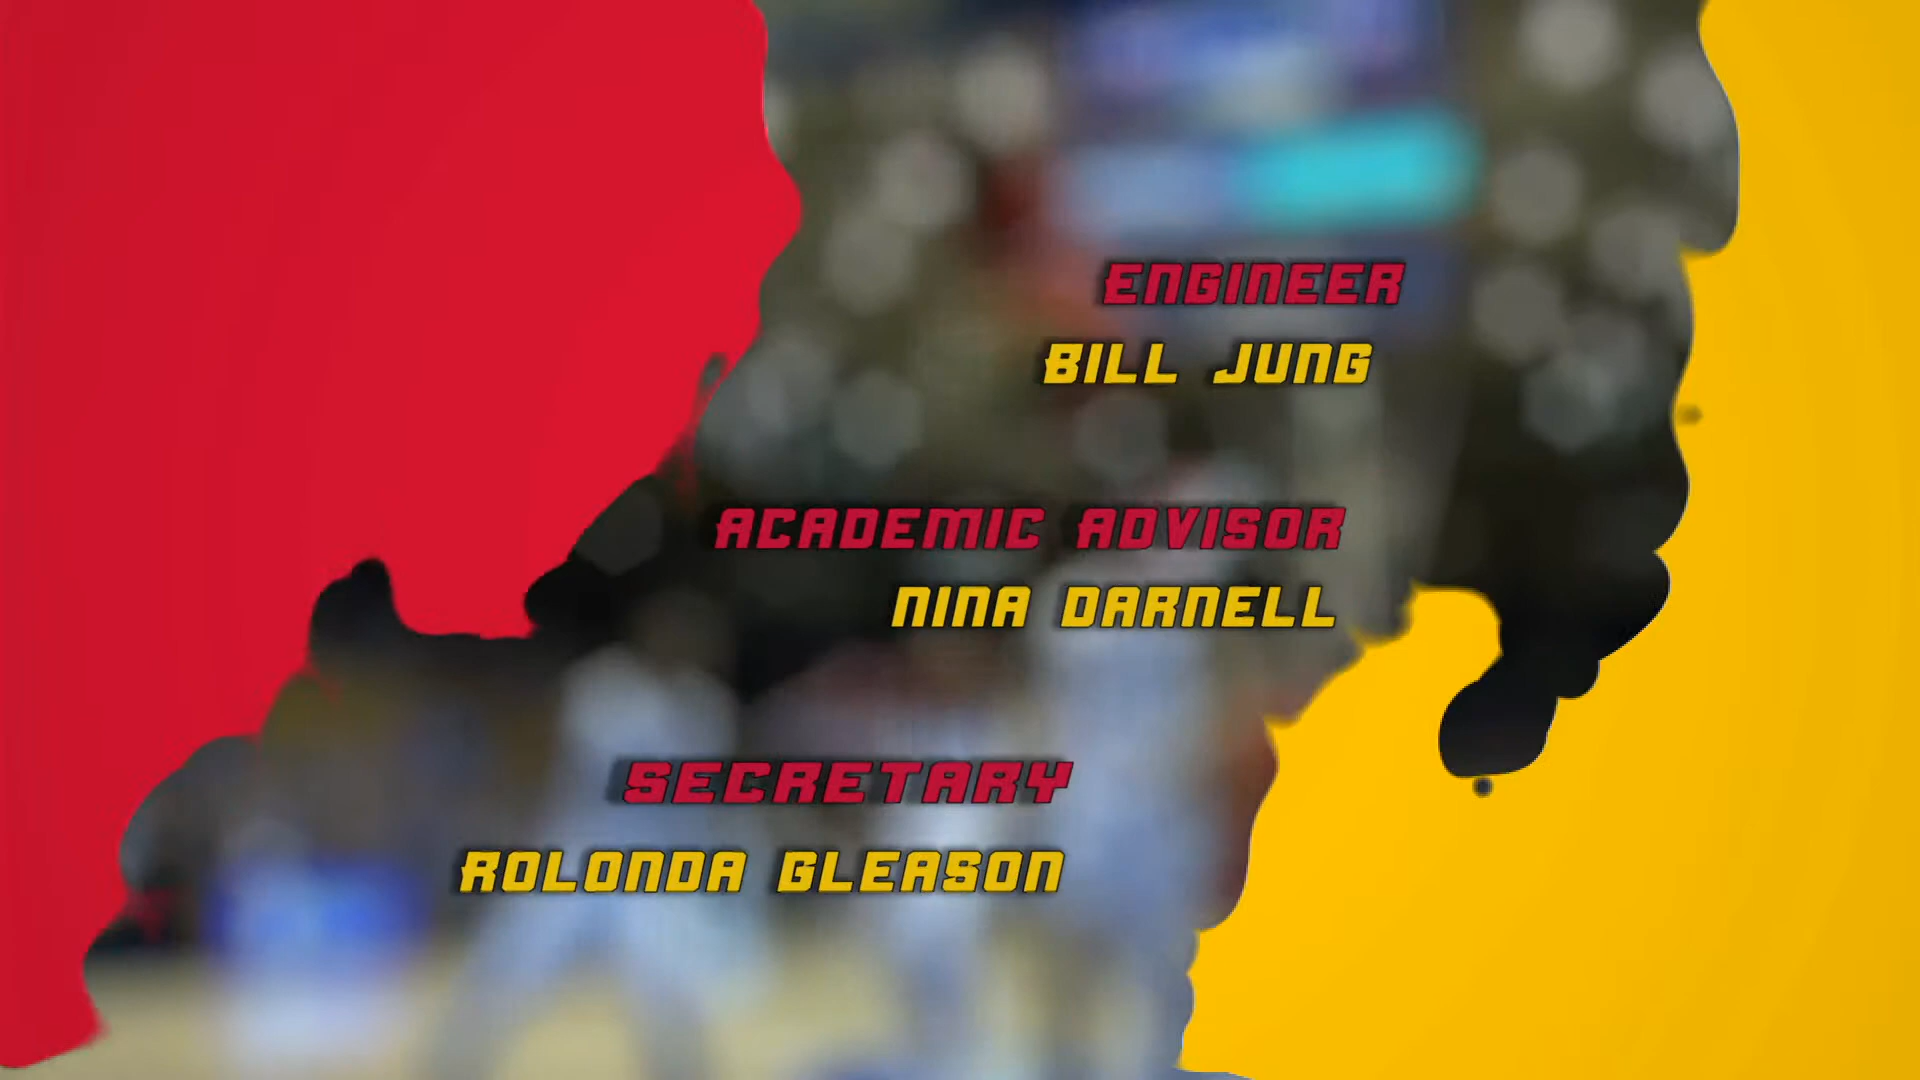 ENGINEER
BILL JUNG
ACADEMIC ADVISOR
NINA DARNELL
SECRETARY
ROLONDA GLEASON